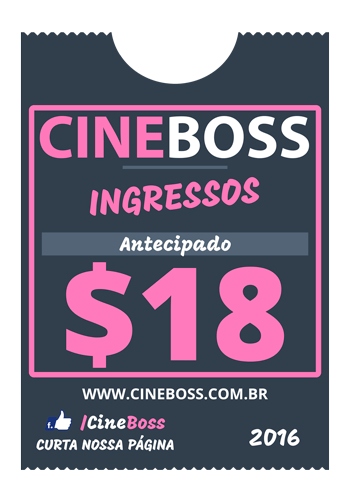 CINEBOSS
INGRESSOS
Antecipado
$18
WWW.CINEBOSS.COM.BR
/CineBoss
CURTA NOSSA PÁGINA
2016